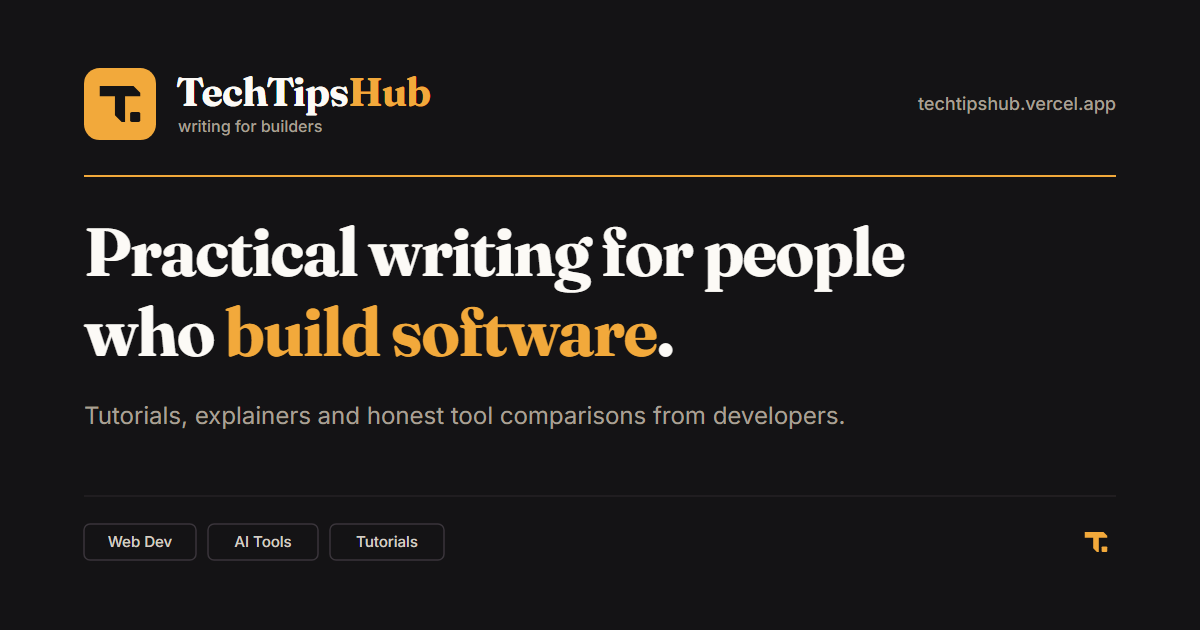 TechTipsHub
writing for builders
techtipshub.vercel.app
Practical writing for people
who build software.
Tutorials, explainers and honest tool comparisons from developers.
Web Dev
AI Tools
Tutorials